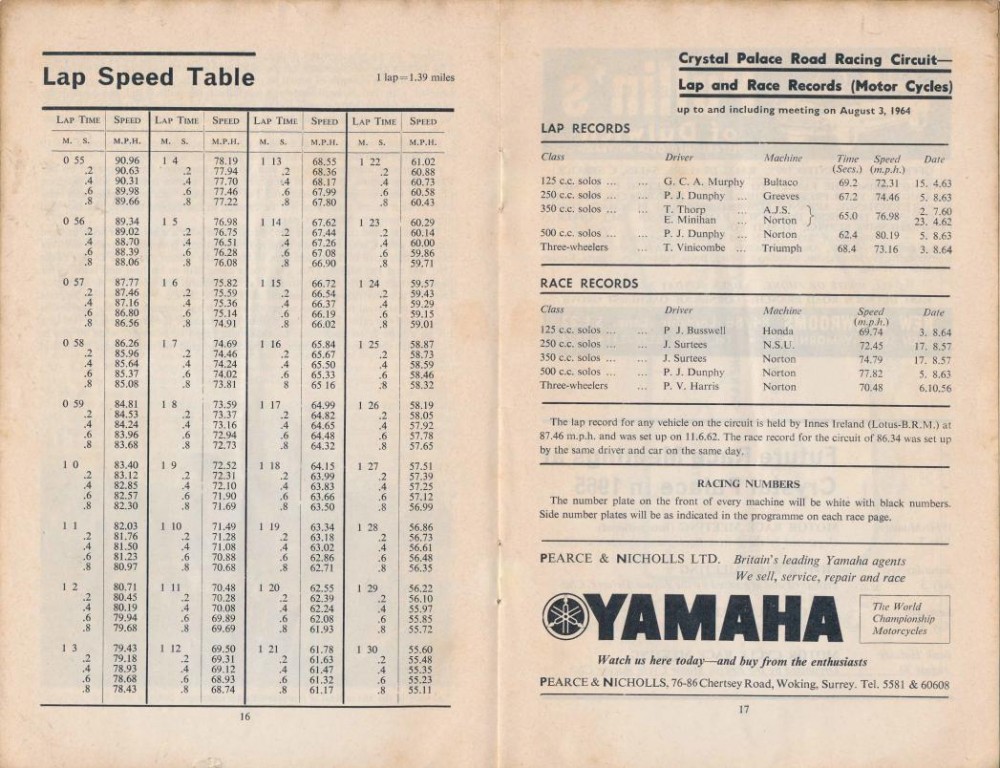 Lap Speed Table
1 lap=1.39 miles
LAP TIME SPEED LAP TIME SPEED LAP TIME SPEED LAP TIME SPEED
M. S. M.P.H. M. S. M.P.H. M. S. M.P.H. M. S. M.P.H.
0 55 90.96 1 4 78.19 1 13 68.55 1 22 61.02
.2 90.63 .2 77.94 .2 68.36 .2 60.88
.4 90.31 .4 77.70 .4 68.17 .4 60.73
.6 89.98 .6 77.46 .6 67.99 .6 60.58
.8 89.66 .8 77.22 .8 67.80 .8 60.43
0 56 89.34 1 5 76.98 1 14 67.62 1 23 60.29
.2 89.02 .2 76.75 .2 67.44 .2 60.14
.4 88.70 .4 76.51 .4 67.26 .4 60.00
.6 88.39 .6 76.28 .6 67 08 .6 59.86
.8 88.06 .8 76.08 .8 66.90 .8 59.71
0 57 87.77 1 6 75.82 1 15 66.72 1 24 59.57
.2 87.46 .2 75.59 .2 66.54 .2 59.43
.4 87.16 .4 75.36 .4 66.37 .4 59.29
.6 86.80 .6 75.14 .6 66.19 .6 59.15
.8 86.56 .8 74.91 .8 66.02 .8 59.01
0 58 86.26 1 7 74.69 1 16 65.84 1 25 58.87
.2 85.96 .2 74.46 .2 65.67 .2 58.73
.4 85.64 .4 74.24 .4 65.50 .4 58.59
.6 85.37 .6 74.02 .6 65.33 .6 58.46
.8 85.08 .8 73.81 8 65 16 .8 58.32
0 59 84.81 1 8 73.59 1 17 64.99 1 26 58.19
.2 84.53 .2 73.37 .2 64.82 .2 58.05
.4 84.24 .4 73.16 .4 64.65 .4 57.92
.6 83.96 .6 72.94 .6 64.48 .6 57.78
.8 83.68 .8 72.73 .8 64.32 .8 57.65
1 0 83.40 1 9 72.52 1 18 64.15 1 27 57.51
.2 83.12 .2 72.31 .2 63.99 .2 57.39
.4 82.85 .4 72.10 .4 63.83 .4 57.25
.6 82.57 .6 71.90 .6 63.66 .6 57.12
.8 82.30 .8 71.69 .8 63.50 .8 56.99
1 1 82.03 1 10 71.49 1 19 63.34 1 28 56.86
.2 81.76 .2 71.28 .2 63.18 .2 56.73
.4 81.50 .4 71.08 .4 63.02 .4 56.61
.6 81.23 .6 70.88 .6 62.86 .6 56.48
.8 80.97 .8 70.68 .8 62.71 .8 56.35
1 2 80.71 1 11 70.48 1 20 62.55 1 29 56.22
.2 80.45 .2 70.28 .2 62.39 .2 56.10
.4 80.19 .4 70.08 .4 62.24 .4 55.97
.6 79.94 .6 69.89 .6 62.08 .6 55.85
.8 79.68 .8 69.69 .8 61.93 .8 55.72
1 3 79.43 1 12 69.50 1 21 61.78 1 30 55.60
.2 79.18 .2 69.31 .2 61.63 .2 55.48
.4 78.93 .4 69.12 .4 61.47 .4 55.35
.6 78.68 .6 68.93 .6 61.32 .6 55.23
.8 78.43 .8 68.74 .8 61.17 .8 55.11
16
Crystal Palace Road Racing Circuit—
Lap and Race Records (Motor Cycles)
up to and including meeting on August 3, 1964
LAP RECORDS
Class Driver Machine Time Speed Date
(Secs.) (m.p.h.)
125 c.c. solos ... ... G. C. A. Murphy Bultaco 69.2 72.31 15. 4.63
250 c.c. solos ... ... P. J. Dunphy ... Greeves 67.2 74.46 5. 8.63
350 c.c. solos ... ... T. Thorp ... A.J.S. } 65.0 76.98 2. 7.60
E. Minihan ... Norton 23. 4.62
500 c.c. solos ... ... P. J. Dunphy ... Norton 62.4 80.19 5. 8.63
Three-wheelers ... T. Vinicombe ... Triumph 68.4 73.16 3. 8.64
RACE RECORDS
Class Driver Machine Speed Date
(m.p.h.)
125 c.c. solos ... ... P J. Busswell Honda 69.74 3. 8.64
250 c.c. solos ... ... J. Surtees N.S.U. 72.45 17. 8.57
350 c.c. solos ... ... J. Surtees Norton 74.79 17. 8.57
500 c.c. solos ... ... P. J. Dunphy Norton 77.82 5. 8.63
Three-wheelers ... P. V. Harris Norton 70.48 6.10.56
The lap record for any vehicle on the circuit is held by Innes Ireland (Lotus-B.R.M.) at
87.46 m.p.h. and was set up on 11.6.62. The race record for the circuit of 86.34 was set up
by the same driver and car on the same day.
RACING NUMBERS
The number plate on the front of every machine will be white with black numbers.
Side number plates will be as indicated in the programme on each race page.
PEARCE & NICHOLLS LTD. Britain's leading Yamaha agents
We sell, service, repair and race
YAMAHA
The World
Championship
Motorcycles
Watch us here today—and buy from the enthusiasts
PEARCE & NICHOLLS, 76-86 Chertsey Road, Woking, Surrey. Tel. 5581 & 60608
17